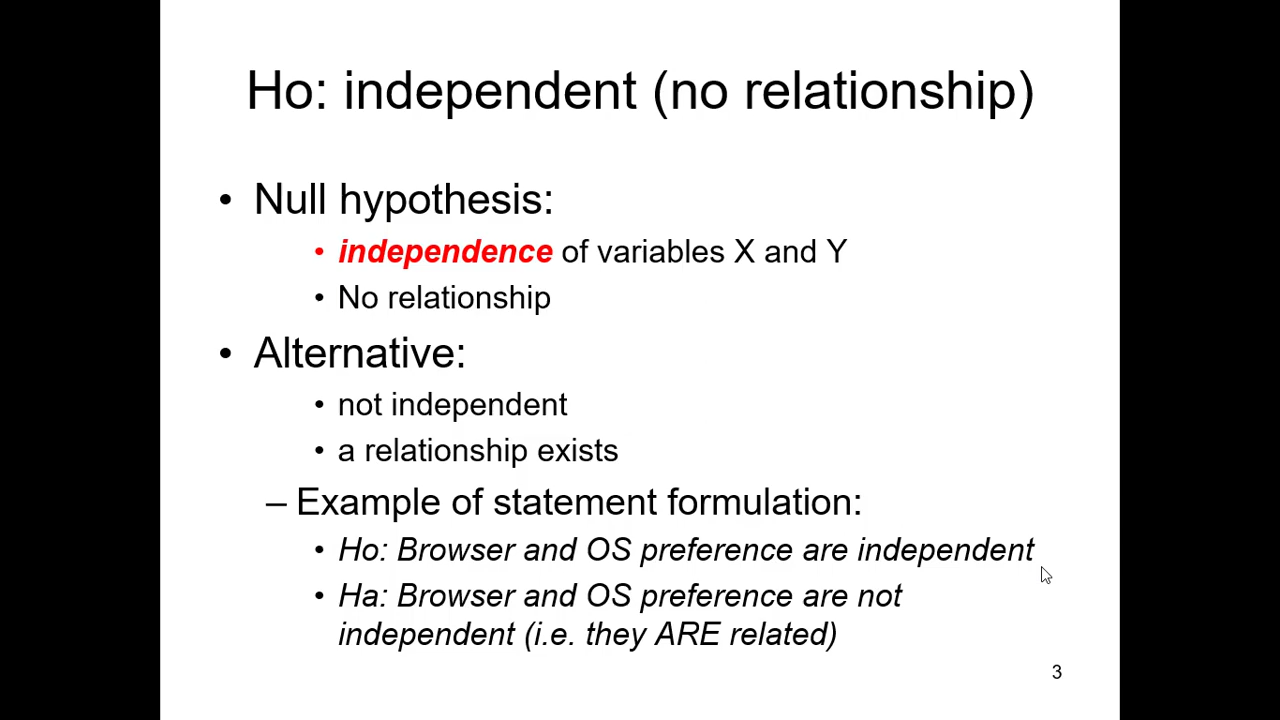 Ho: independent (no relationship)
• Null hypothesis:
• independence of variables X and Y
• No relationship
• Alternative:
• not independent
• a relationship exists
– Example of statement formulation:
• Ho: Browser and OS preference are independent
• Ha: Browser and OS preference are not
independent (i.e. they ARE related)
3